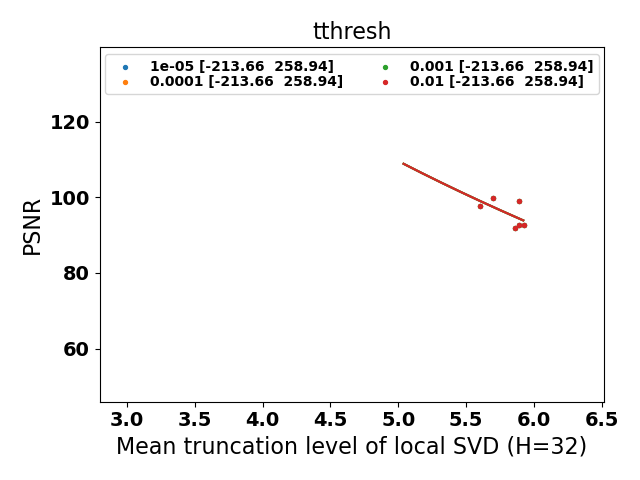 tthresh
1e-05 [-213.66  258.94]
0.0001 [-213.66  258.94]
0.001 [-213.66  258.94]
0.01 [-213.66  258.94]
PSNR
120
100
80
60
3.0 3.5 4.0 4.5 5.0 5.5 6.0 6.5
Mean truncation level of local SVD (H=32)